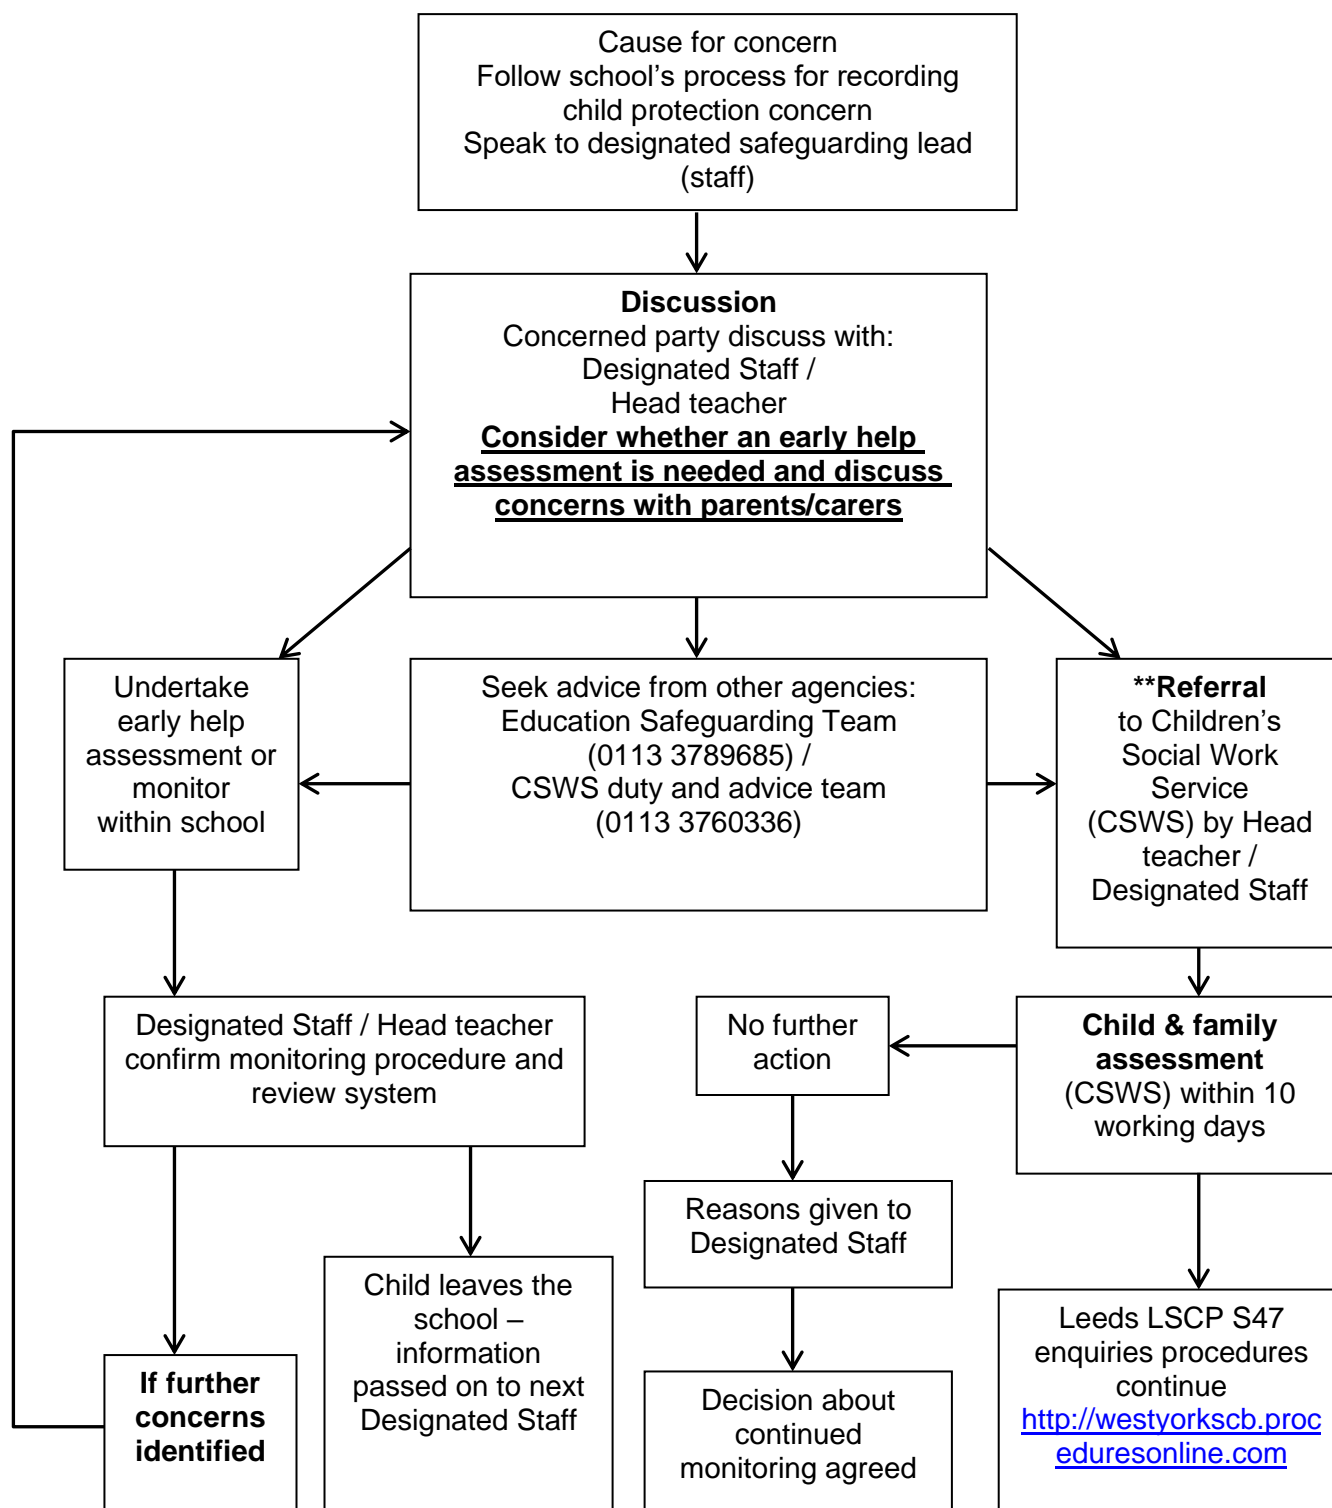 Cause for concern
Follow school's process for recording
child protection concern
Speak to designated safeguarding lead
(staff)
Discussion
Concerned party discuss with:
Designated Staff /
Head teacher
Consider whether an early help
assessment is needed and discuss
concerns with parents/carers
Undertake
early help
assessment or
monitor
within school
Seek advice from other agencies:
Education Safeguarding Team
(0113 3789685) /
CSWS duty and advice team
(0113 3760336)
**Referral
to Children's
Social Work
Service
(CSWS) by Head
teacher /
Designated Staff
Designated Staff / Head teacher
confirm monitoring procedure and
review system
No further
action
Child & family
assessment
(CSWS) within 10
working days
Reasons given to
Designated Staff
If further
concerns
identified
Child leaves the
school –
information
passed on to next
Designated Staff
Decision about
continued
monitoring agreed
Leeds LSCP S47
enquiries procedures
continue
http://westyorkscb.proc
eduresonline.com